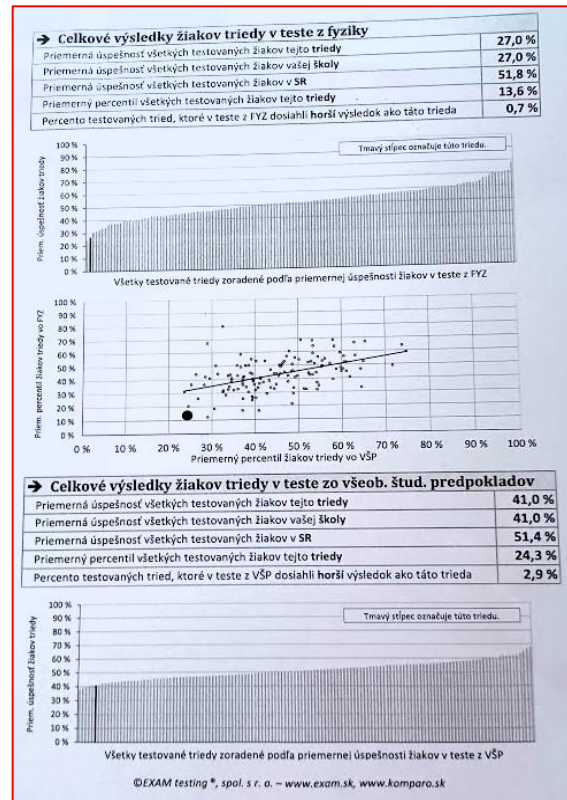 → Celkové výsledky žiakov triedy v teste z fyziky
Priemerná úspešnosť všetkých testovaných žiakov tejto triedy 27,0 %
Priemerná úspešnosť všetkých testovaných žiakov vašej školy 27,0 %
Priemerná úspešnosť všetkých testovaných žiakov v SR 51,8 %
Priemerný percentil všetkých testovaných žiakov tejto triedy 13,6 %
Percento testovaných tried, ktoré v teste z FYZ dosiahli horší výsledok ako táto trieda 0,7 %
Priem. úspešnosť žiakov triedy
100 %
90 %
80 %
70 %
60 %
50 %
40 %
30 %
20 %
10 %
0 %
Tmavý stĺpec označuje túto triedu.
Všetky testované triedy zoradené podľa priemernej úspešnosti žiakov v teste z FYZ
Priem. percentil žiakov triedy vo FYZ
100 %
90 %
80 %
70 %
60 %
50 %
40 %
30 %
20 %
10 %
0 %
0 % 10 % 20 % 30 % 40 % 50 % 60 % 70 % 80 % 90 % 100 %
Priemerný percentil žiakov triedy vo VŠP
→ Celkové výsledky žiakov triedy v teste zo všeob. štud. predpokladov
Priemerná úspešnosť všetkých testovaných žiakov tejto triedy 41,0 %
Priemerná úspešnosť všetkých testovaných žiakov vašej školy 41,0 %
Priemerná úspešnosť všetkých testovaných žiakov v SR 51,4 %
Priemerný percentil všetkých testovaných žiakov tejto triedy 24,3 %
Percento testovaných tried, ktoré v teste z VŠP dosiahli horší výsledok ako táto trieda 2,9 %
Priem. úspešnosť žiakov triedy
100 %
90 %
80 %
70 %
60 %
50 %
40 %
30 %
20 %
10 %
0 %
Tmavý stĺpec označuje túto triedu.
Všetky testované triedy zoradené podľa priemernej úspešnosti žiakov v teste z VŠP
©EXAM testing ®, spol. s r. o. – www.exam.sk, www.komparo.sk